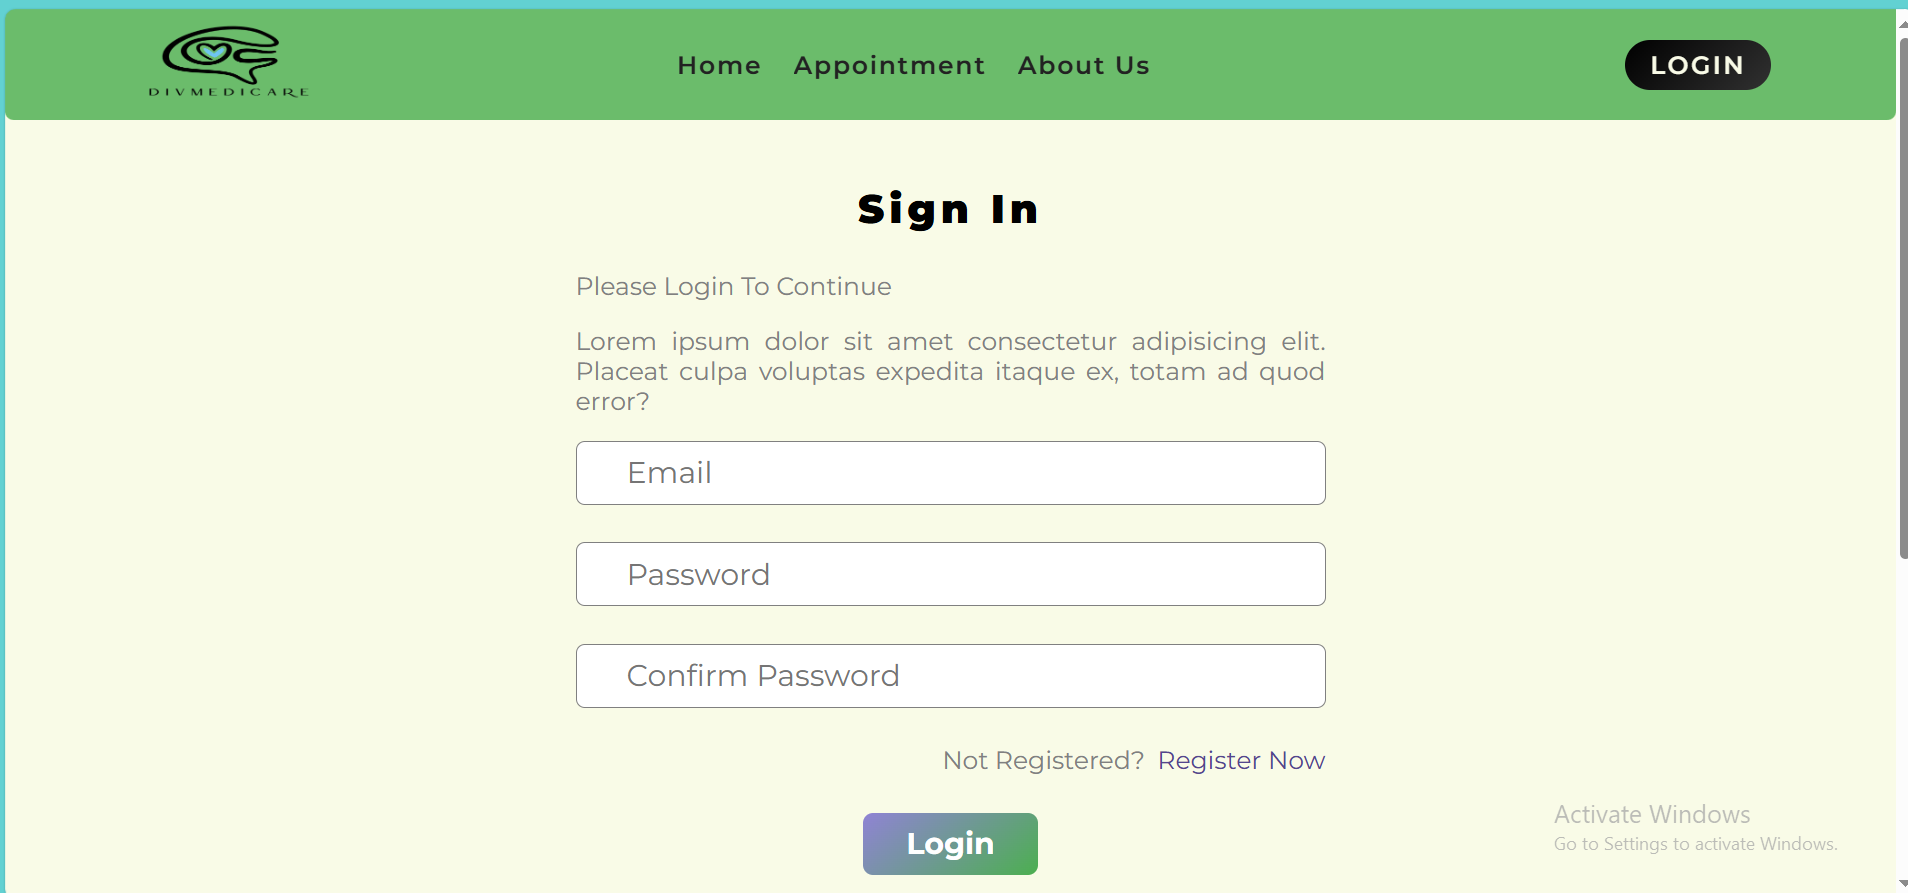 DIVMEDICARE
Home Appointment About Us
LOGIN
Sign In
Please Login To Continue
Lorem ipsum dolor sit amet consectetur adipisicing elit.
Placeat culpa voluptas expedita itaque ex, totam ad quod
error?
Email
Password
Confirm Password
Not Registered? Register Now
Login
Activate Windows
Go to Settings to activate Windows.